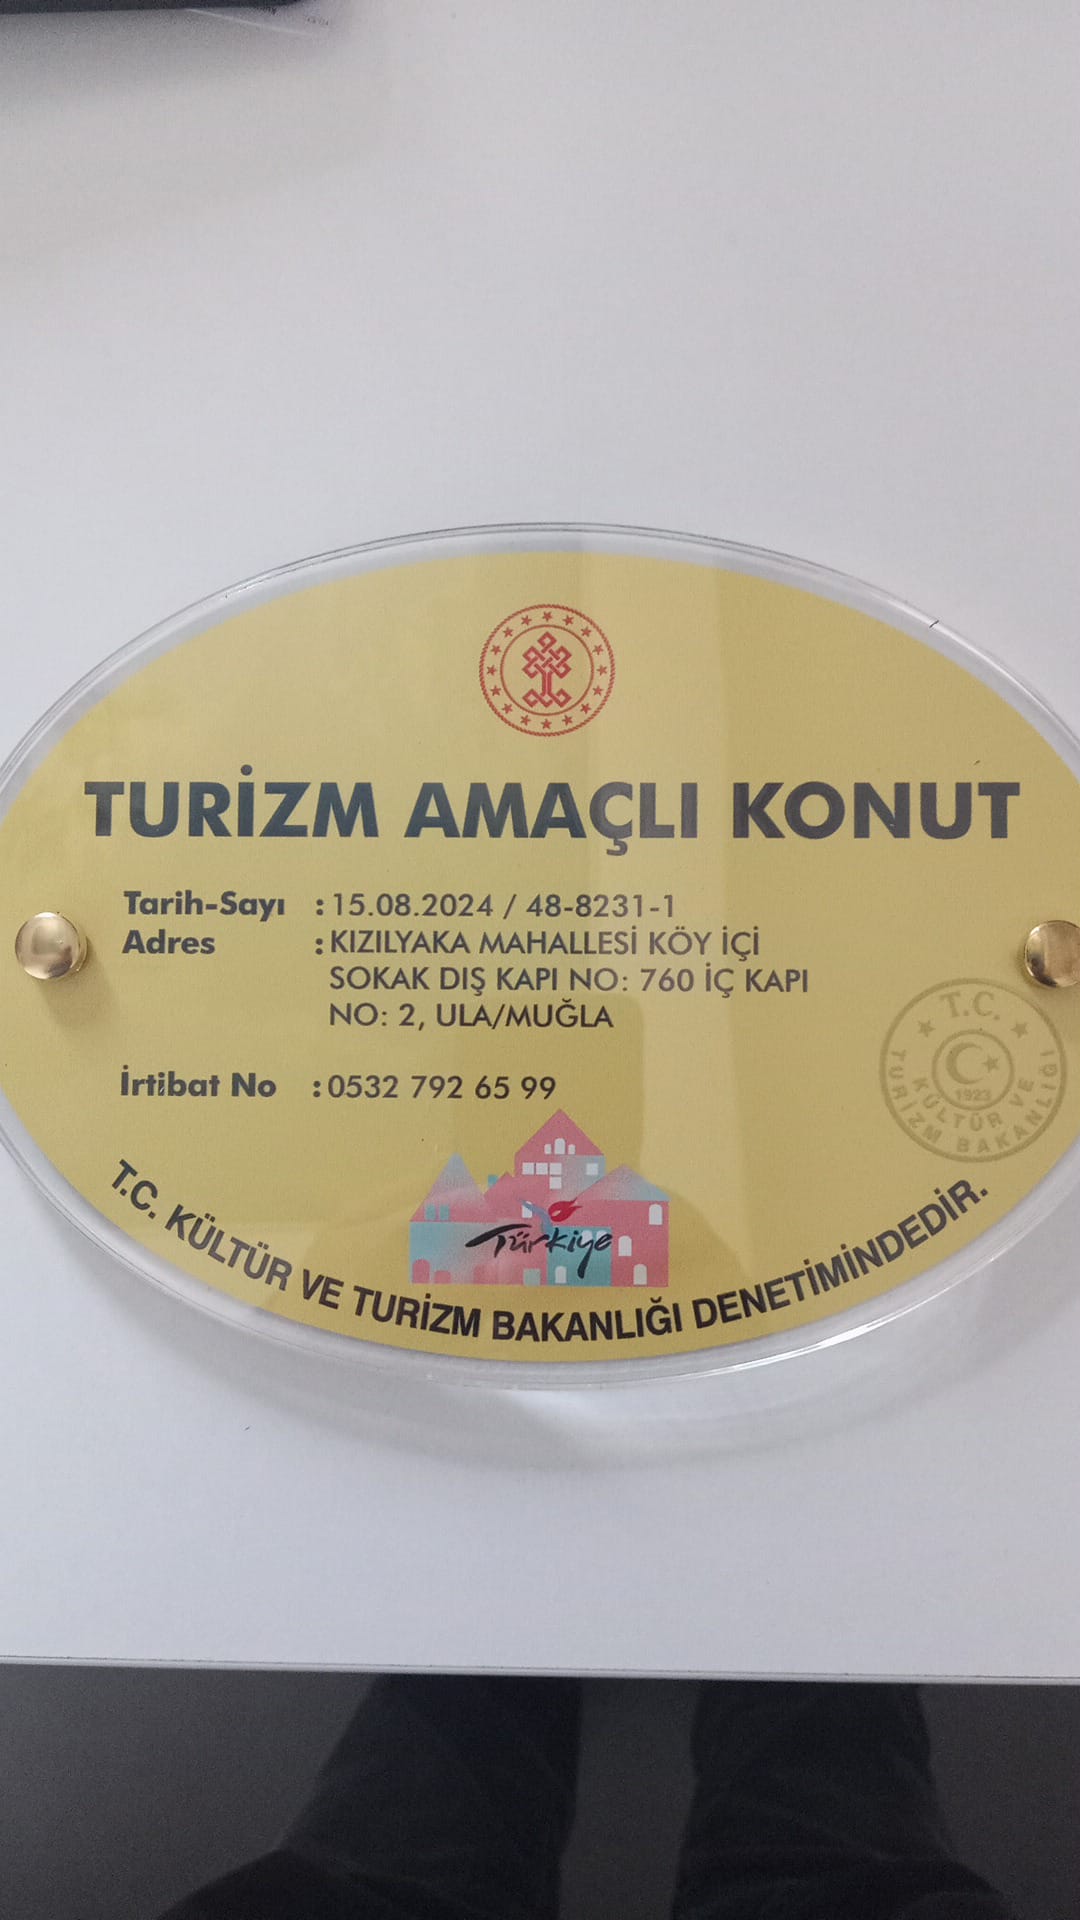 TURİZM AMAÇLI KONUT
Tarih-Sayı : 15.08.2024 / 48-8231-1
Adres : KIZILYAKA MAHALLESİ KÖY İÇİ
SOKAK DIŞ KAPI NO: 760 İÇ KAPI
NO: 2, ULA/MUĞLA
İrtibat No : 0532 792 65 99
T.C.
KÜLTÜR VE
TURİZM BAKANLIĞI
1923
Türkiye
T.C. KÜLTÜR VE TURİZM BAKANLIĞI DENETİMİNDEDİR.